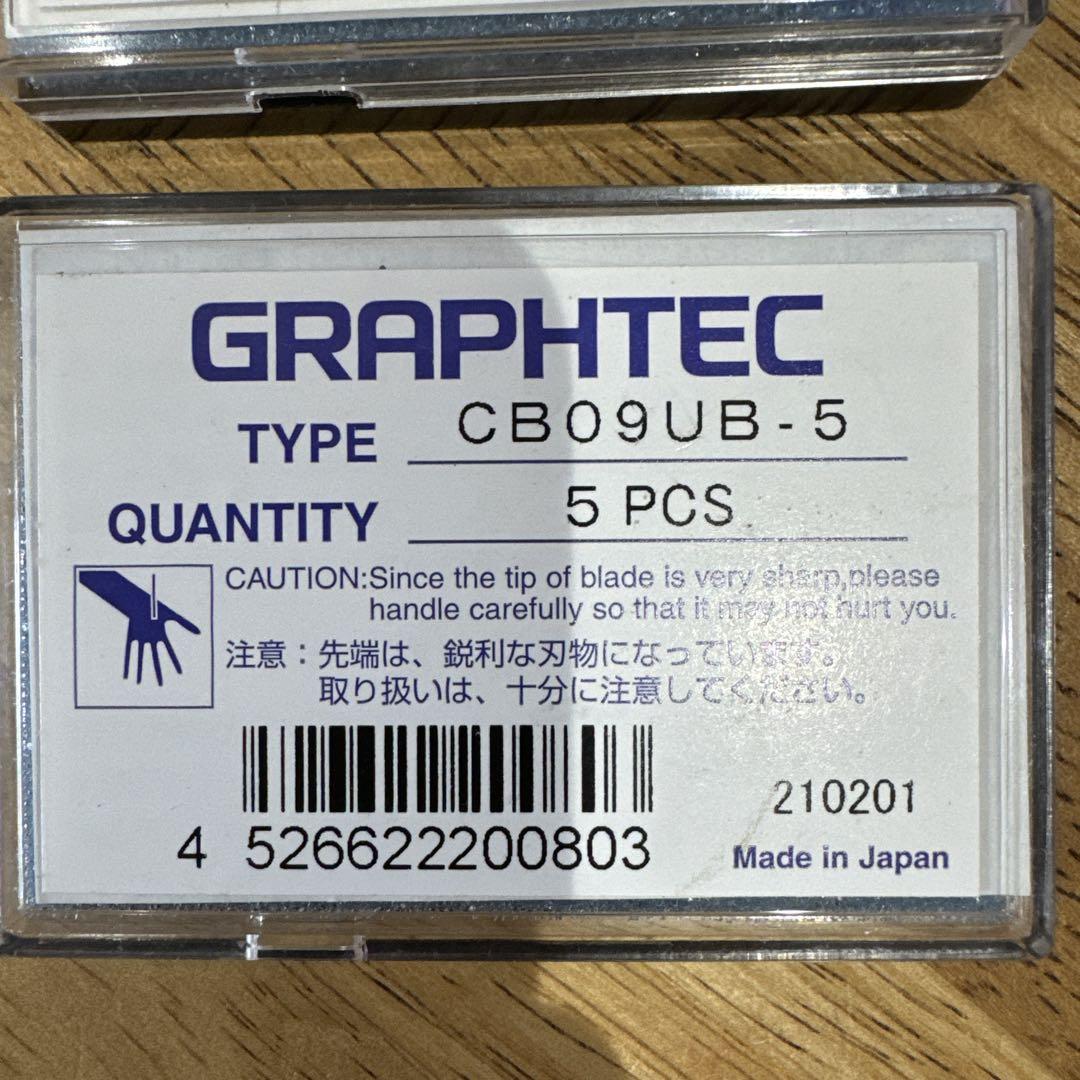 GRAPHTEC
TYPE CB09UB-5
QUANTITY 5 PCS
CAUTION:Since the tip of blade is very sharp,please
handle carefully so that it may not hurt you.
注意：先端は、鋭利な刃物になっています。
取り扱いは、十分に注意してください。
210201
4 526622200803
Made in Japan